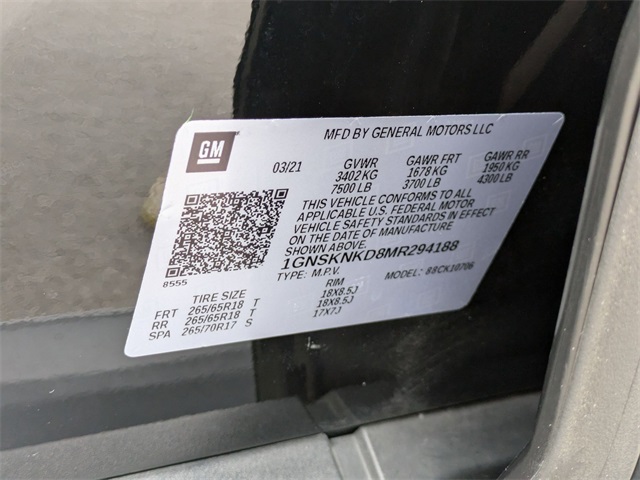 GM
MFD BY GENERAL MOTORS LLC
03/21 GVWR GAWR FRT GAWR RR
3402 KG 1678 KG 1950 KG
7500 LB 3700 LB 4300 LB
THIS VEHICLE CONFORMS TO ALL
APPLICABLE U.S. FEDERAL MOTOR
VEHICLE SAFETY STANDARDS IN EFFECT
ON THE DATE OF MANUFACTURE
SHOWN ABOVE.
1GNSKNKD8MR294188
8555
TYPE: M.P.V. MODEL: 88CK10706
TIRE SIZE RIM
FRT 265/65R18 T 18X8.5J
RR 265/65R18 T 18X8.5J
SPA 265/70R17 S 17X7J